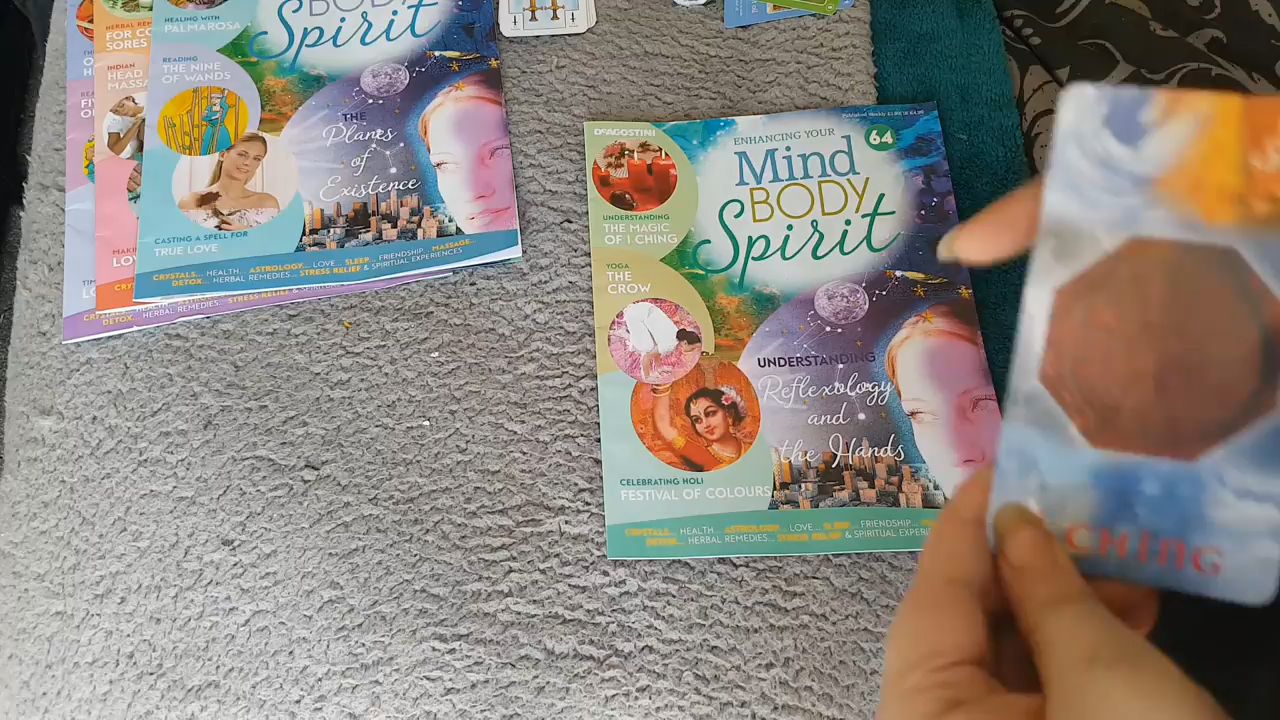 HEALING WITH
PALMAROSA
BODY
Spirit
READING
THE NINE
OF WANDS
THE
Planes
of
Existence
CASTING A SPELL FOR
TRUE LOVE
CRYSTALS... HEALTH... ASTROLOGY... LOVE... SLEEP... FRIENDSHIP... MASSAGE...
DETOX... HERBAL REMEDIES... STRESS RELIEF & SPIRITUAL EXPERIENCES
HERBAL
FOR
SORES
INDIAN
HEAD
STRESS RELIEF & SPIRITUAL
DETOX... HERBAL REMEDIES...
DEAGOSTINI
ENHANCING YOUR
Mind
BODY
Spirit
64
UNDERSTANDING
THE MAGIC
OF I CHING
YOGA
THE
CROW
UNDERSTANDING
Reflexology
and
the Hands
CELEBRATING HOLI
FESTIVAL OF COLOURS
CRYSTALS... HEALTH... ASTROLOGY... LOVE... SLEEP... FRIENDSHIP...
DETOX... HERBAL REMEDIES... STRESS RELIEF & SPIRITUAL
CHING